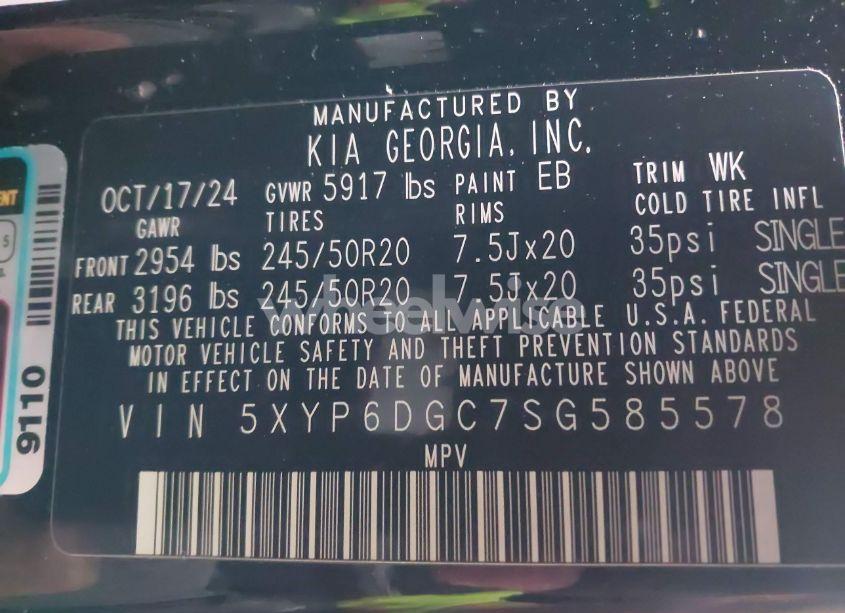 MANUFACTURED BY
KIA GEORGIA, INC.
OCT/17/24 GVWR 5917 lbs PAINT EB TRIM WK
GAWR TIRES RIMS COLD TIRE INFL
FRONT 2954 lbs 245/50R20 7.5Jx20 35psi SINGLE
REAR 3196 lbs 245/50R20 7.5Jx20 35psi SINGLE
THIS VEHICLE CONFORMS TO ALL APPLICABLE U.S.A. FEDERAL
MOTOR VEHICLE SAFETY AND THEFT PREVENTION STANDARDS
IN EFFECT ON THE DATE OF MANUFACTURE SHOWN ABOVE
VIN 5XYP6DGC7SG585578
MPV
9110
wheelwise